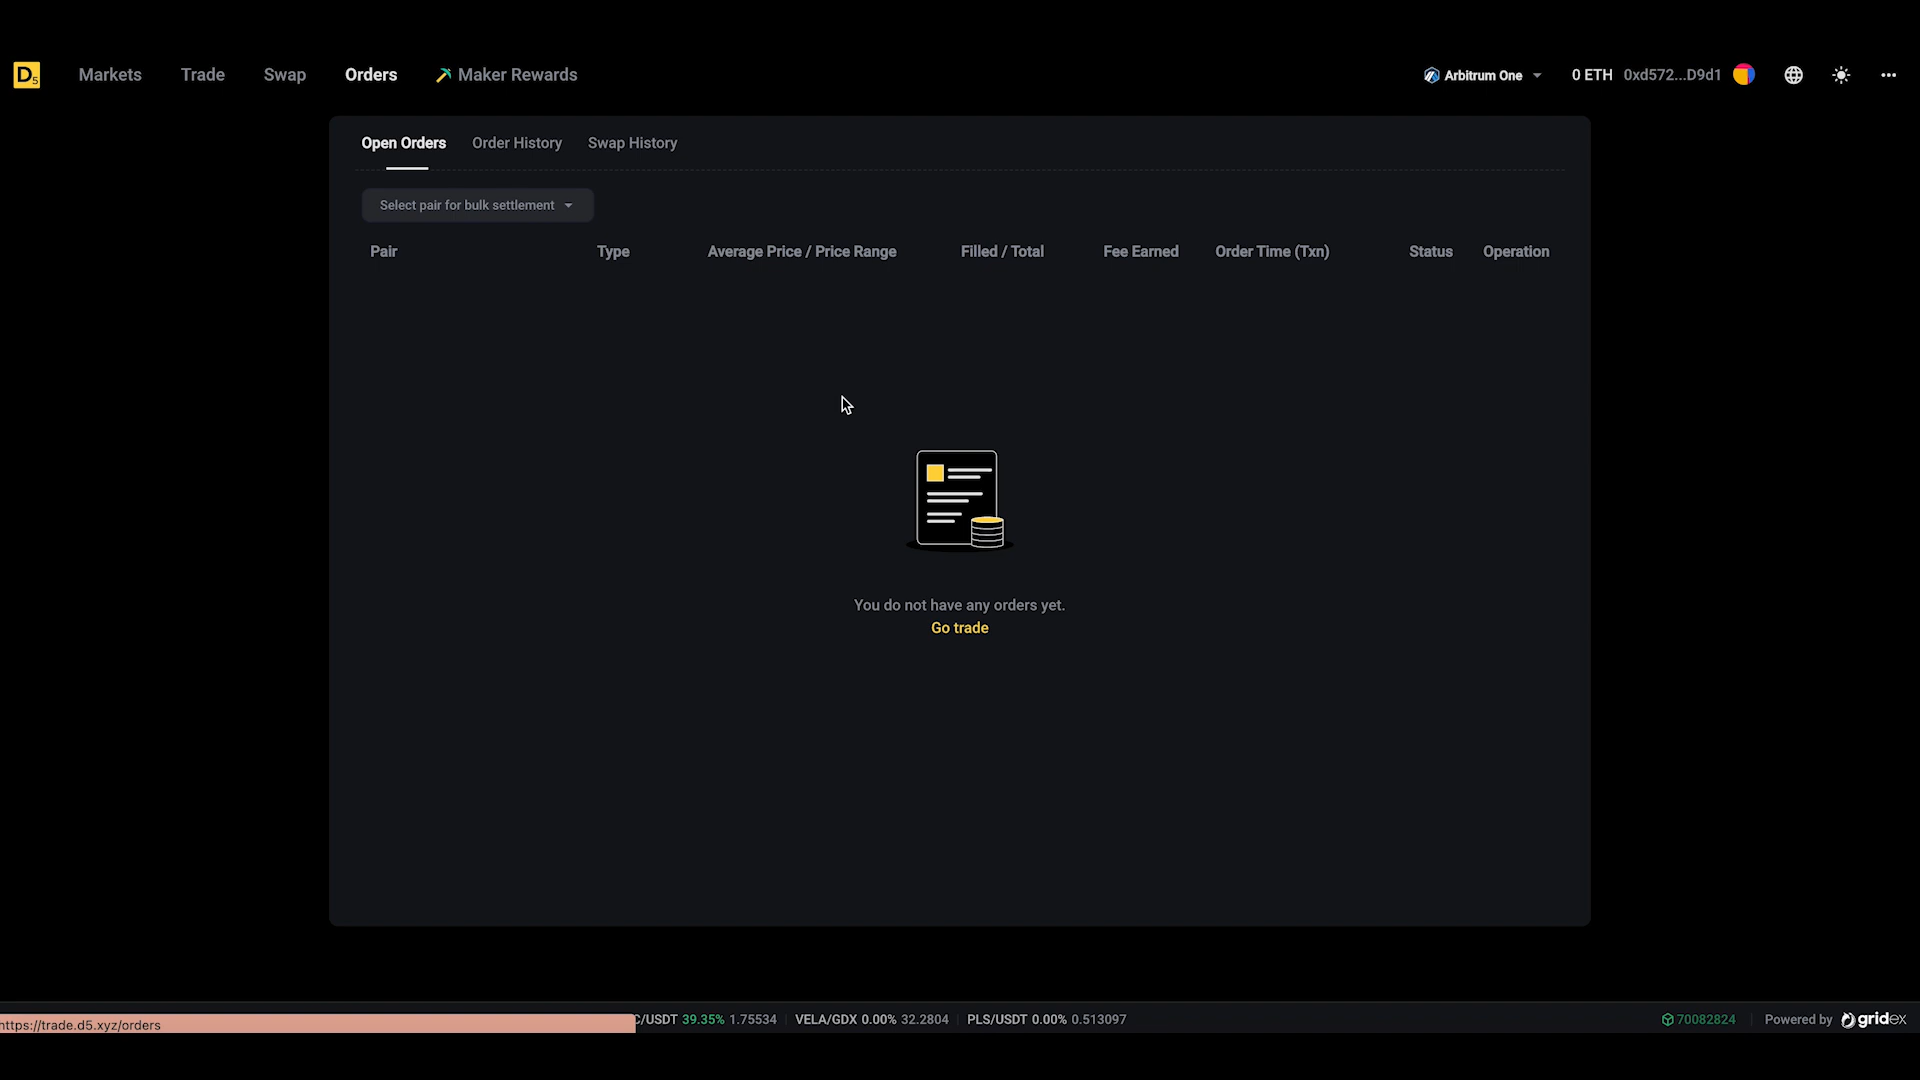 D5 Markets Trade Swap Orders Maker Rewards Arbitrum One 0 ETH 0xd572...D9d1
Open Orders Order History Swap History
Select pair for bulk settlement
Pair Type Average Price / Price Range Filled / Total Fee Earned Order Time (Txn) Status Operation
You do not have any orders yet.
Go trade
https://trade.d5.xyz/orders C/USDT 39.35% 1.75534 VELA/GDX 0.00% 32.2804 PLS/USDT 0.00% 0.513097 70082824 Powered by gridex